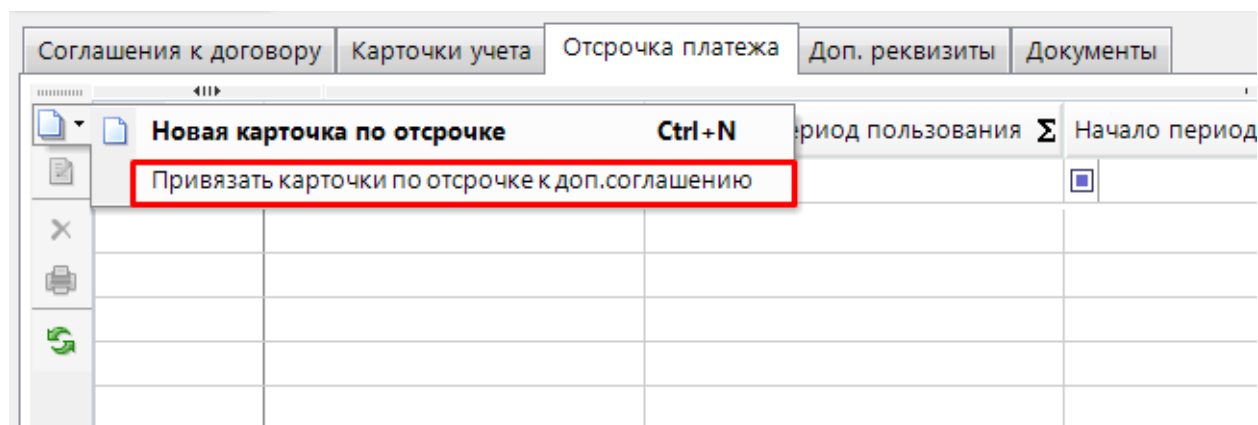 Соглашения к договору Карточки учета Отсрочка платежа Доп. реквизиты Документы
Новая карточка по отсрочке Ctrl+N
риод пользования Σ Начало период
Привязать карточки по отсрочке к доп.соглашению